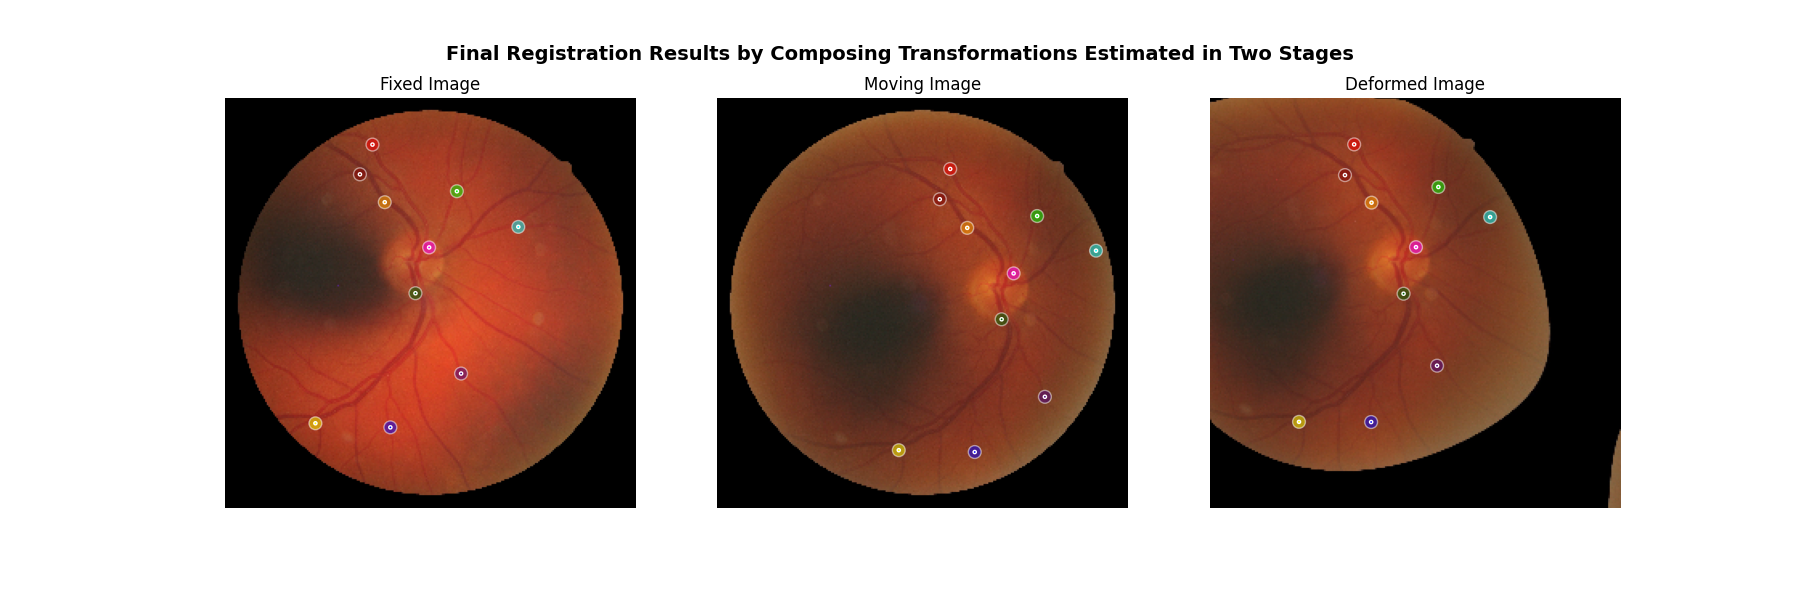 Final Registration Results by Composing Transformations Estimated in Two Stages
Fixed Image
Moving Image
Deformed Image